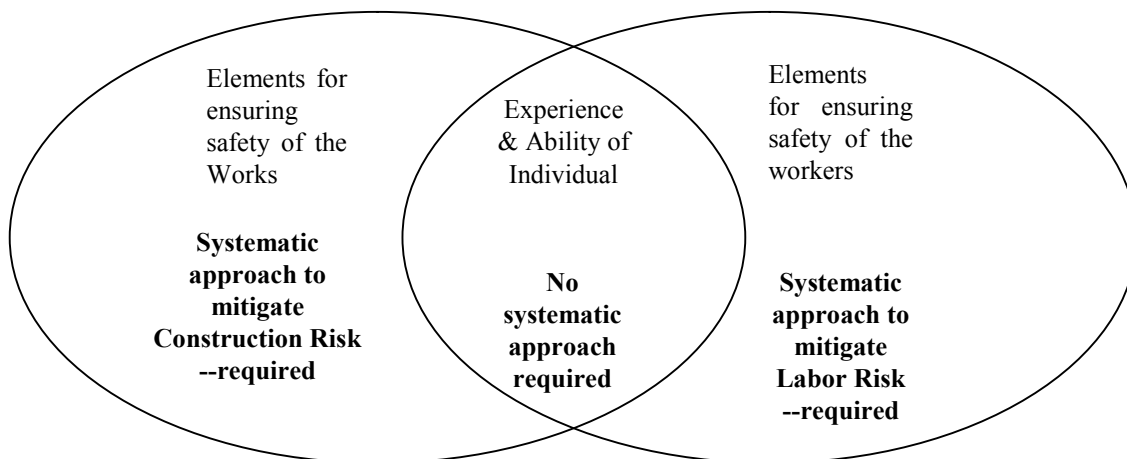 Elements for
ensuring
safety of the
Works
Systematic
approach to
mitigate
Construction Risk
--required
Experience
& Ability of
Individual
No
systematic
approach
required
Elements
for ensuring
safety of the
workers
Systematic
approach to
mitigate
Labor Risk
--required